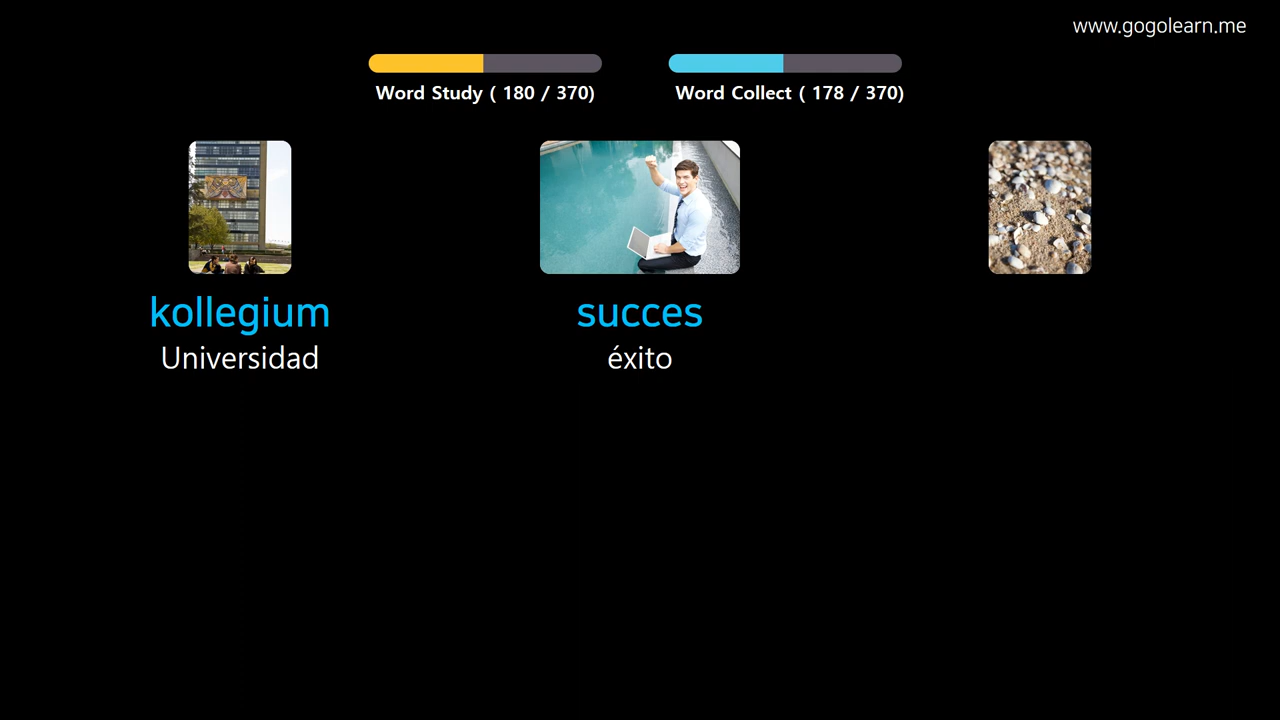 www.gogolearn.me
Word Study ( 180 / 370)
Word Collect ( 178 / 370)
kollegium
Universidad
succes
éxito